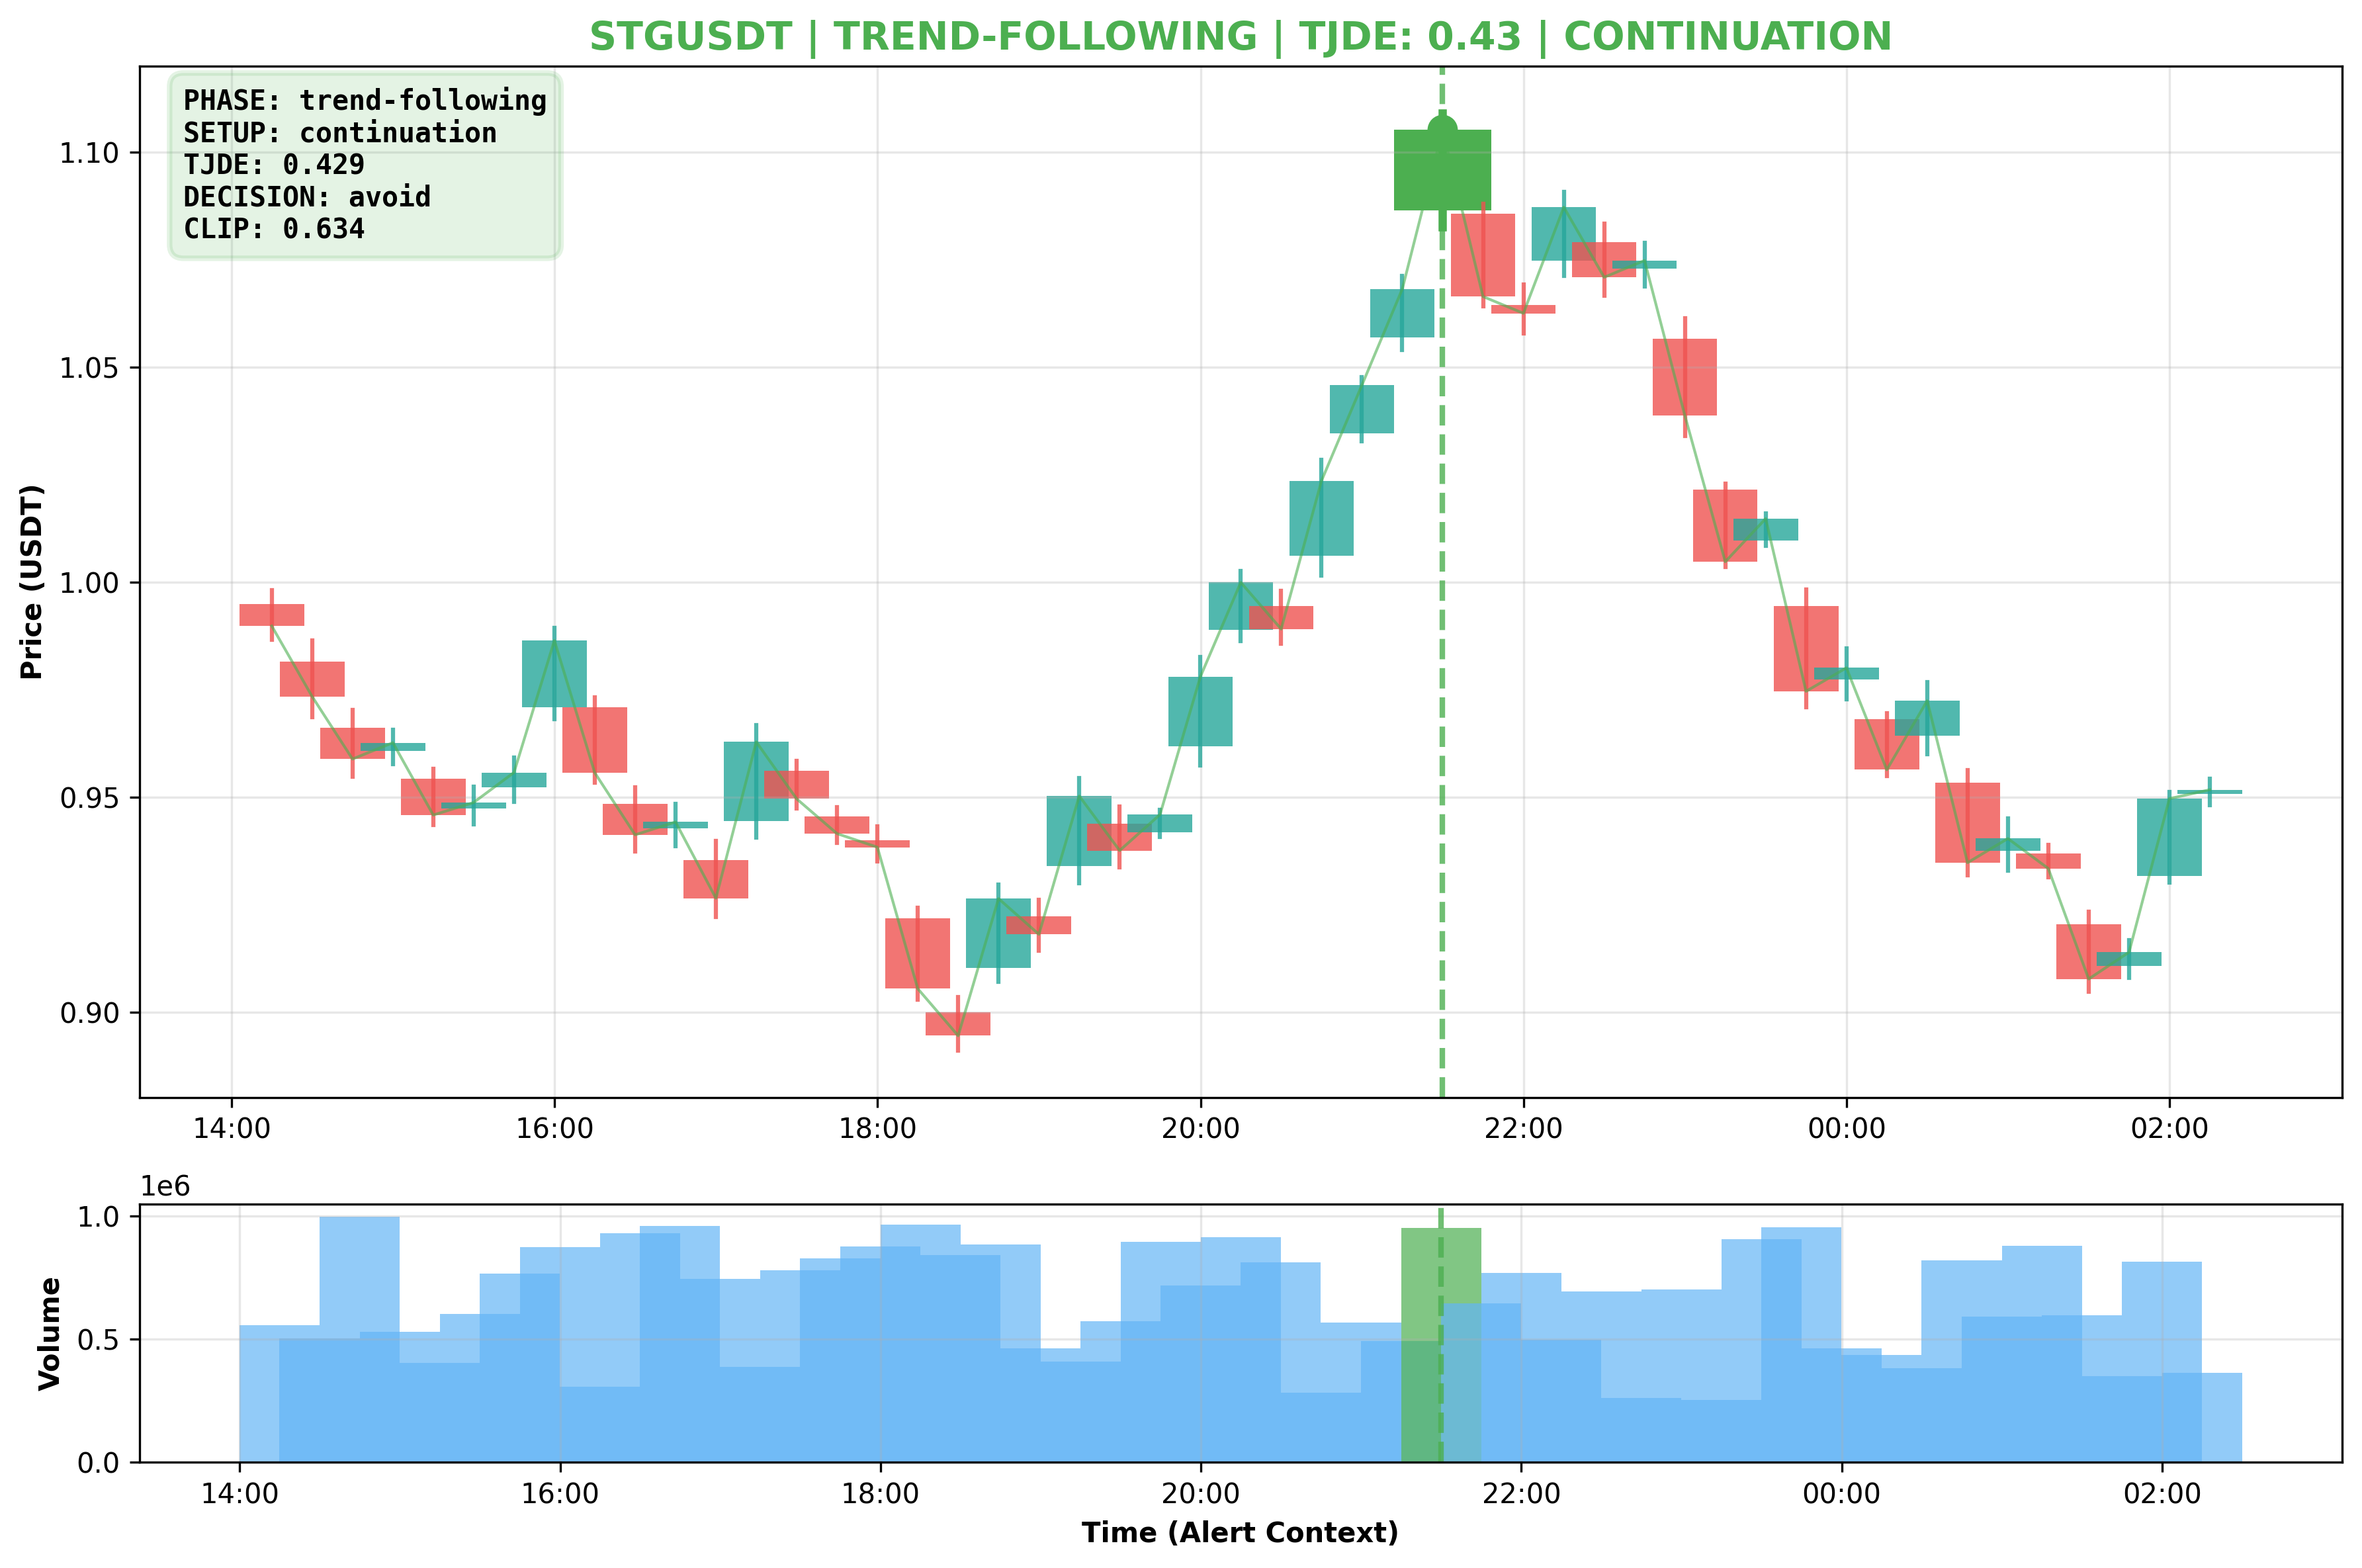 STGUSDT | TREND-FOLLOWING | TJDE: 0.43 | CONTINUATION
PHASE: trend-following
SETUP: continuation
TJDE: 0.429
DECISION: avoid
CLIP: 0.634
Price (USDT)
1.10
1.05
1.00
0.95
0.90
14:00 16:00 18:00 20:00 22:00 00:00 02:00
1e6
Volume
1.0
0.5
0.0
14:00 16:00 18:00 20:00 22:00 00:00 02:00
Time (Alert Context)